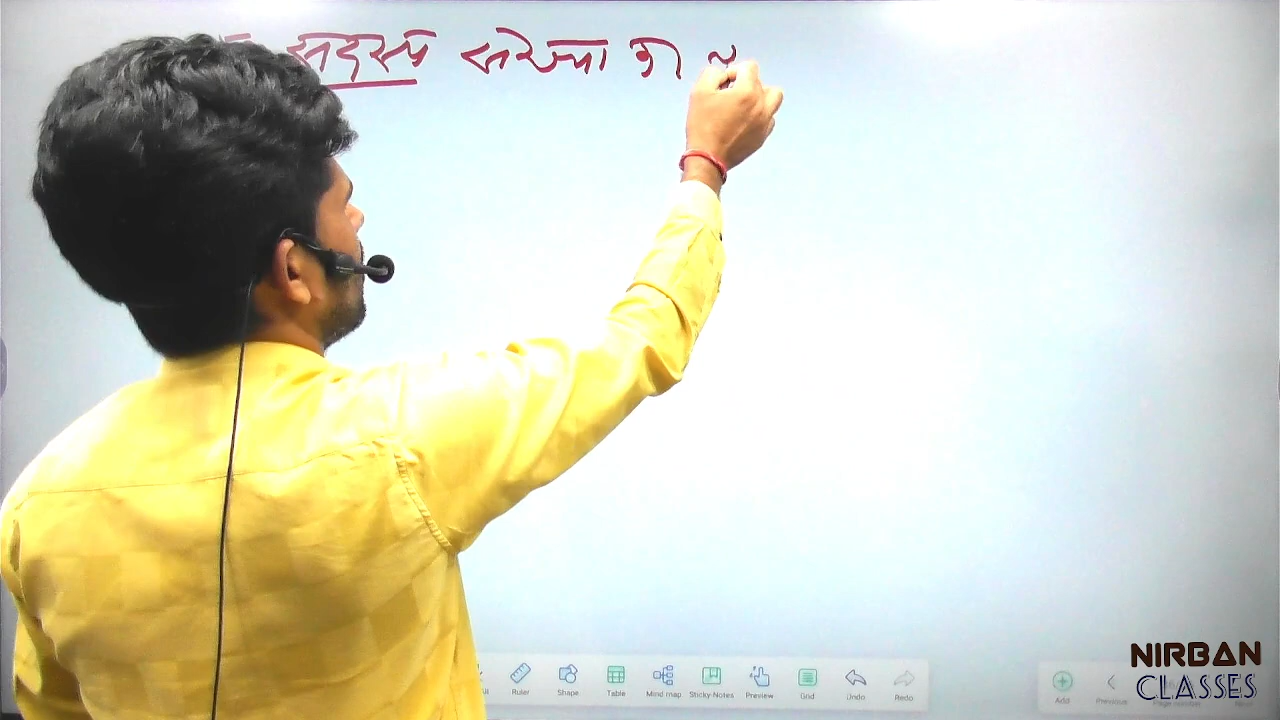 सदस्य संख्या का
Ruler Shape Table Mind map Sticky-Notes Preview Grid Undo Redo
Add Previous
NIRBAN
CLASSES